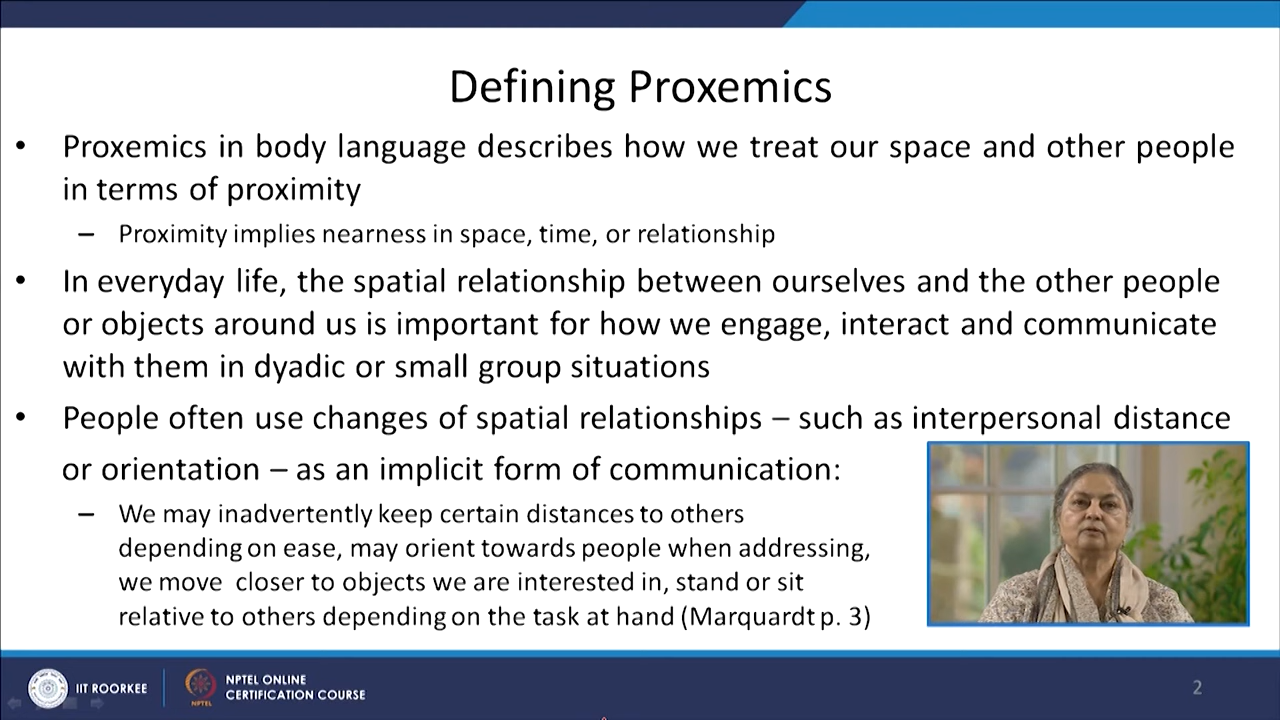 Defining Proxemics
• Proxemics in body language describes how we treat our space and other people
in terms of proximity
– Proximity implies nearness in space, time, or relationship
• In everyday life, the spatial relationship between ourselves and the other people
or objects around us is important for how we engage, interact and communicate
with them in dyadic or small group situations
• People often use changes of spatial relationships – such as interpersonal distance
or orientation – as an implicit form of communication:
– We may inadvertently keep certain distances to others
depending on ease, may orient towards people when addressing,
we move closer to objects we are interested in, stand or sit
relative to others depending on the task at hand (Marquardt p. 3)
IIT ROORKEE
NPTEL
NPTEL ONLINE
CERTIFICATION COURSE
2